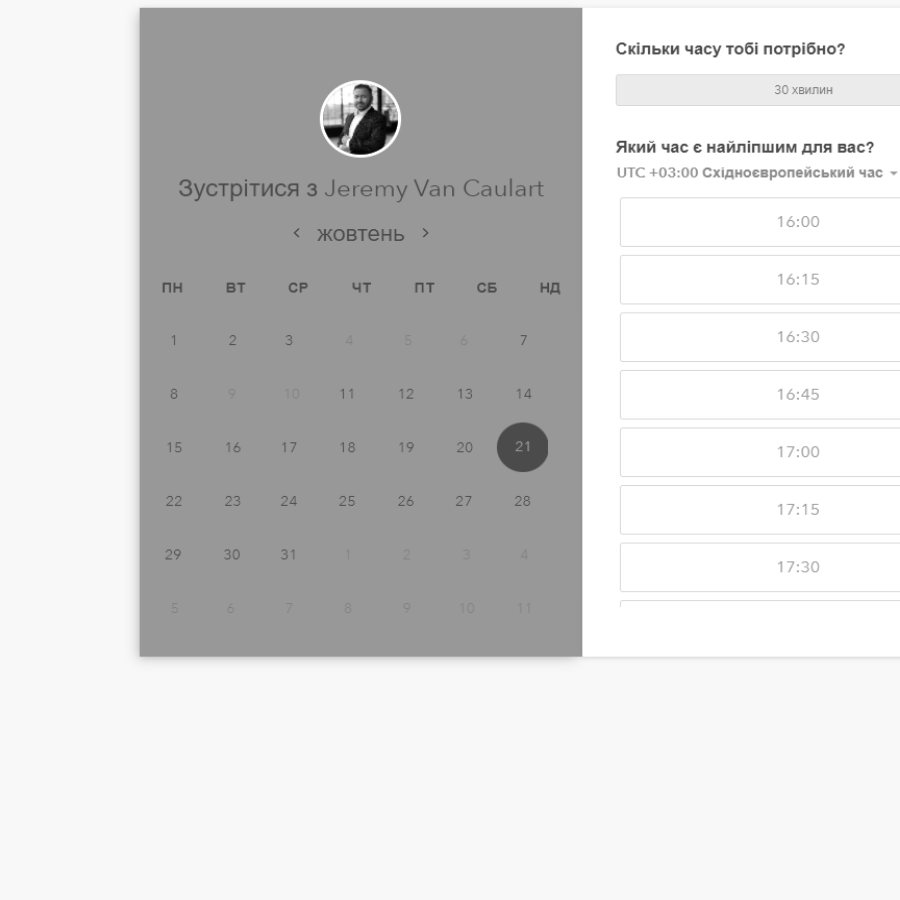 Зустрітися з Jeremy Van Caulart
жовтень
ПН ВТ СР ЧТ ПТ СБ НД
1 2 3 4 5 6 7
8 9 10 11 12 13 14
15 16 17 18 19 20 21
22 23 24 25 26 27 28
29 30 31 1 2 3 4
5 6 7 8 9 10 11
Скільки часу тобі потрібно?
30 хвилин
Який час є найліпшим для вас?
UTC +03:00 Східноєвропейський час
16:00
16:15
16:30
16:45
17:00
17:15
17:30